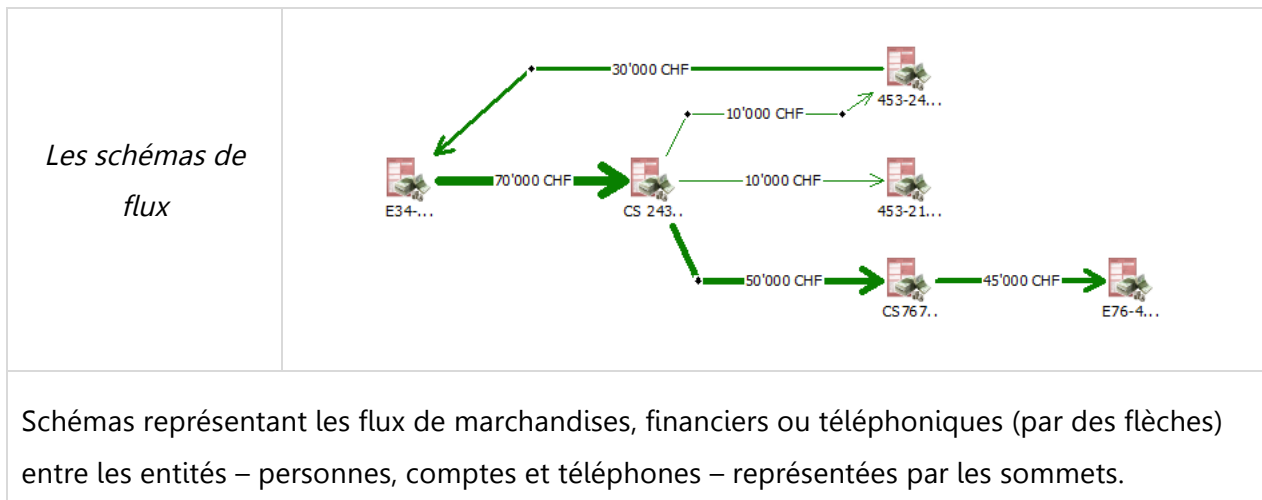 Les schémas de
flux
30'000 CHF
453-24...
10'000 CHF
70'000 CHF
10'000 CHF
E34-...
CS 243..
453-21...
50'000 CHF
45'000 CHF
CS767..
E76-4...
Schémas représentant les flux de marchandises, financiers ou téléphoniques (par des flèches)
entre les entités – personnes, comptes et téléphones – représentées par les sommets.